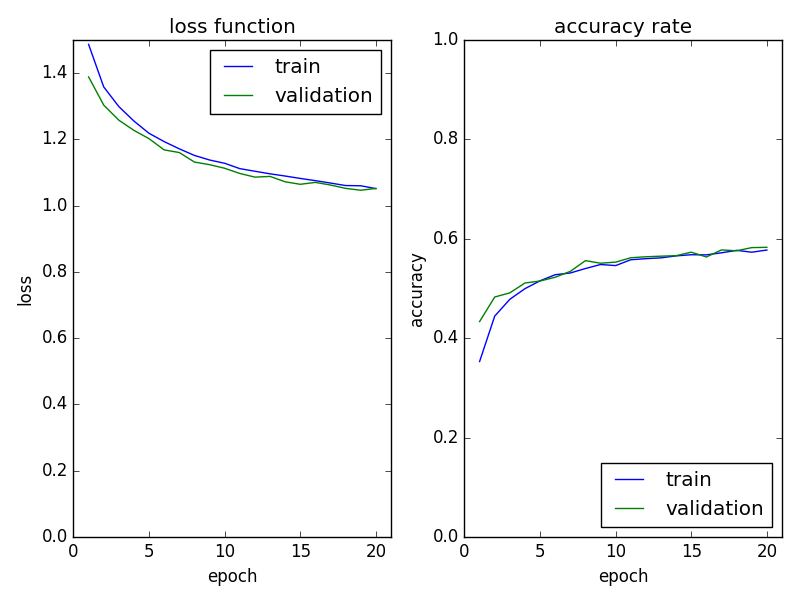 loss function
train
validation
1.4
1.2
1.0
0.8
0.6
0.4
0.2
0.0
loss
0 5 10 15 20
epoch
accuracy rate
1.0
0.8
0.6
0.4
0.2
0.0
accuracy
train
validation
0 5 10 15 20
epoch